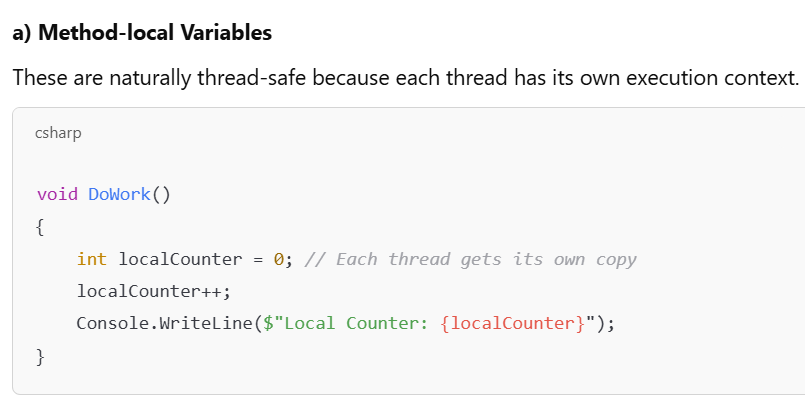 a) Method-local Variables
These are naturally thread-safe because each thread has its own execution context.
csharp
void DoWork()
{
    int localCounter = 0; // Each thread gets its own copy
    localCounter++;
    Console.WriteLine($"Local Counter: {localCounter}");
}